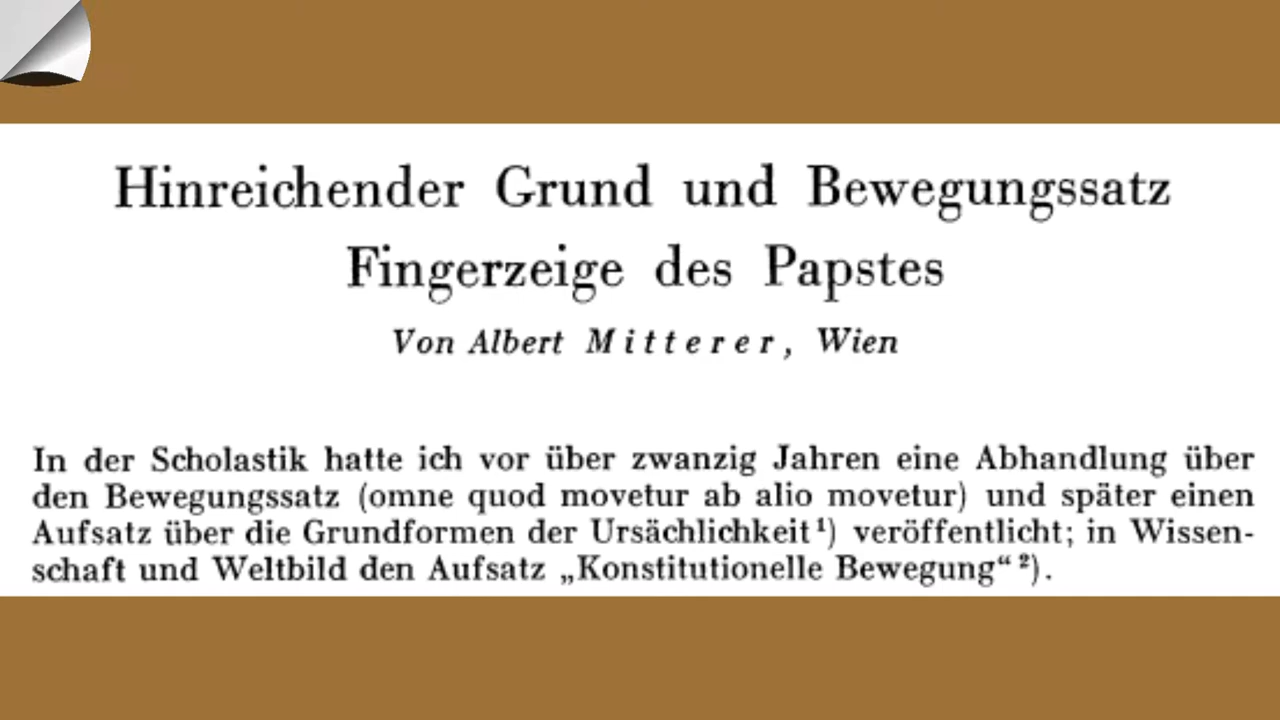 Hinreichender Grund und Bewegungssatz
Fingerzeige des Papstes
Von Albert Mitterer, Wien
In der Scholastik hatte ich vor über zwanzig Jahren eine Abhandlung über
den Bewegungssatz (omne quod movetur ab alio movetur) und später einen
Aufsatz über die Grundformen der Ursächlichkeit¹) veröffentlicht; in Wissen-
schaft und Weltbild den Aufsatz „Konstitutionelle Bewegung“²).